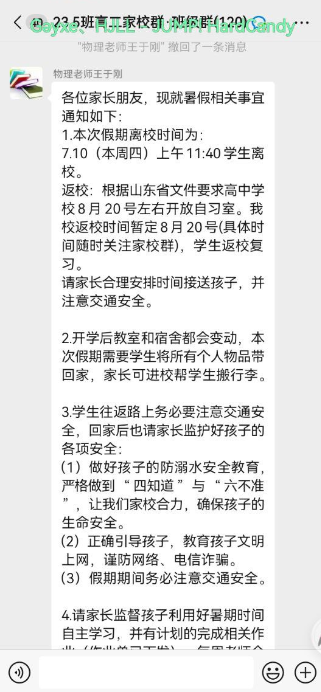 23.5班高二家校群·班级群(129)
Gayxe、HJLL - JUMPI HardCandy
"物理老师王于刚" 撤回了一条消息
物理老师王于刚
各位家长朋友，现就暑假相关事宜
通知如下：
1.本次假期离校时间为：
7.10（本周四）上午11:40学生离
校。
返校：根据山东省文件要求高中学
校8月20号左右开放自习室。我
校返校时间暂定8月20号(具体时
间随时关注家校群)，学生返校复
习。
请家长合理安排时间接送孩子，并
注意交通安全。
2.开学后教室和宿舍都会变动，本
次假期需要学生将所有个人物品带
回家，家长可进校帮学生搬行李。
3.学生往返路上务必要注意交通安
全，回家后也请家长监护好孩子的
各项安全：
（1）做好孩子的防溺水安全教育，
严格做到“四知道”与“六不准
”，让我们家校合力，确保孩子的
生命安全。
（2）正确引导孩子，教育孩子文明
上网，谨防网络、电信诈骗。
（3）假期期间务必注意交通安全。
4.请家长监督孩子利用好暑期时间
自主学习，并有计划的完成相关作